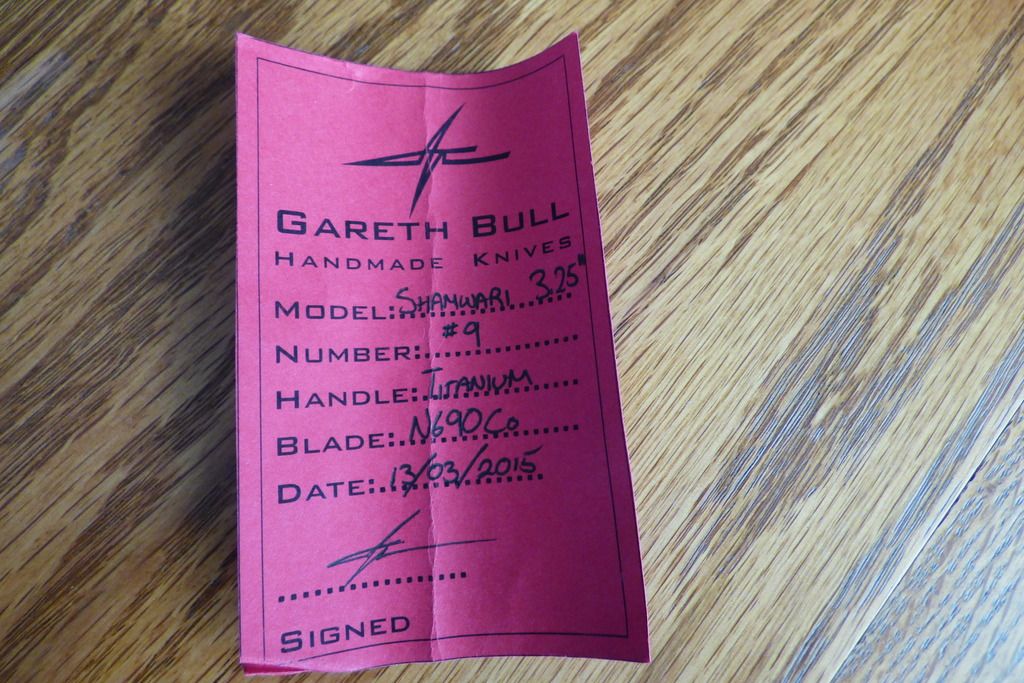 GARETH BULL
HANDMADE KNIVES
MODEL: SHAMWARI 3.25"
NUMBER: #9
HANDLE: TITANIUM
BLADE: N690Co
DATE: 13/03/2015
SIGNED